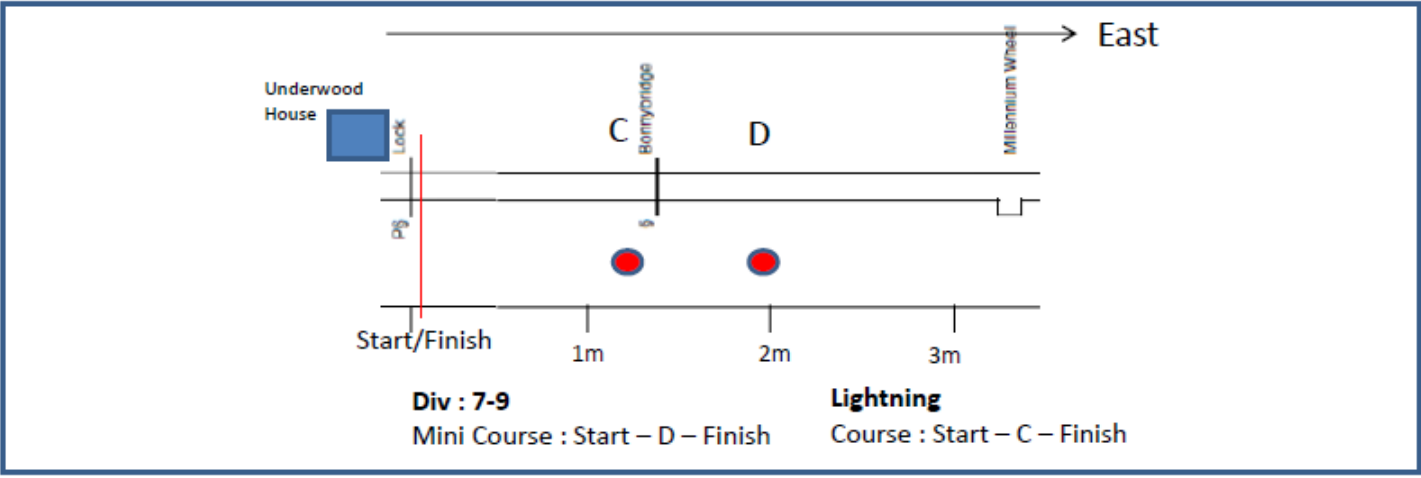 East
Underwood
House
Lock
C
Bonnybridge
D
Millennium Wheel
Start/Finish
1m
2m
3m
Div : 7-9
Mini Course : Start – D – Finish
Lightning
Course : Start – C – Finish